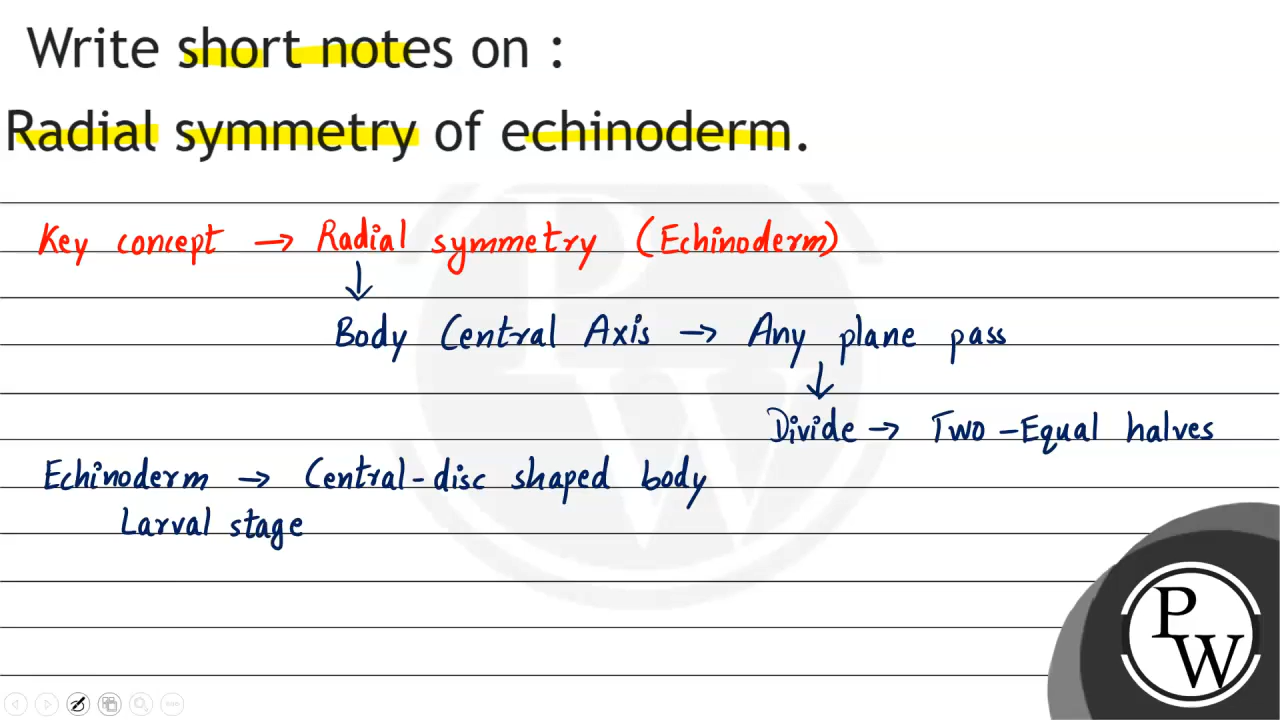 Write short notes on :
Radial symmetry of echinoderm.
Key concept → Radial symmetry (Echinoderm)
↓
Body Central Axis → Any plane pass
↓
Divide → Two - Equal halves
Echinoderm → Central - disc shaped body
Larval stage
PW
PW